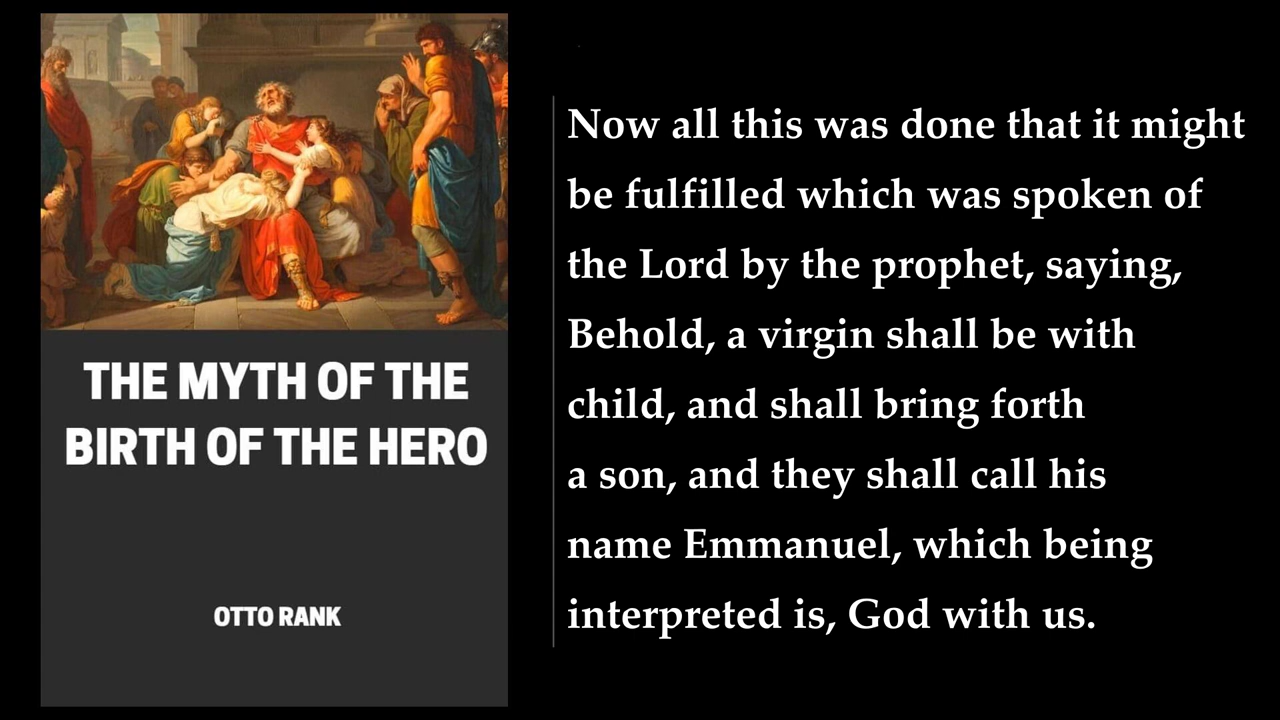 THE MYTH OF THE
BIRTH OF THE HERO
OTTO RANK
Now all this was done that it might
be fulfilled which was spoken of
the Lord by the prophet, saying,
Behold, a virgin shall be with
child, and shall bring forth
a son, and they shall call his
name Emmanuel, which being
interpreted is, God with us.